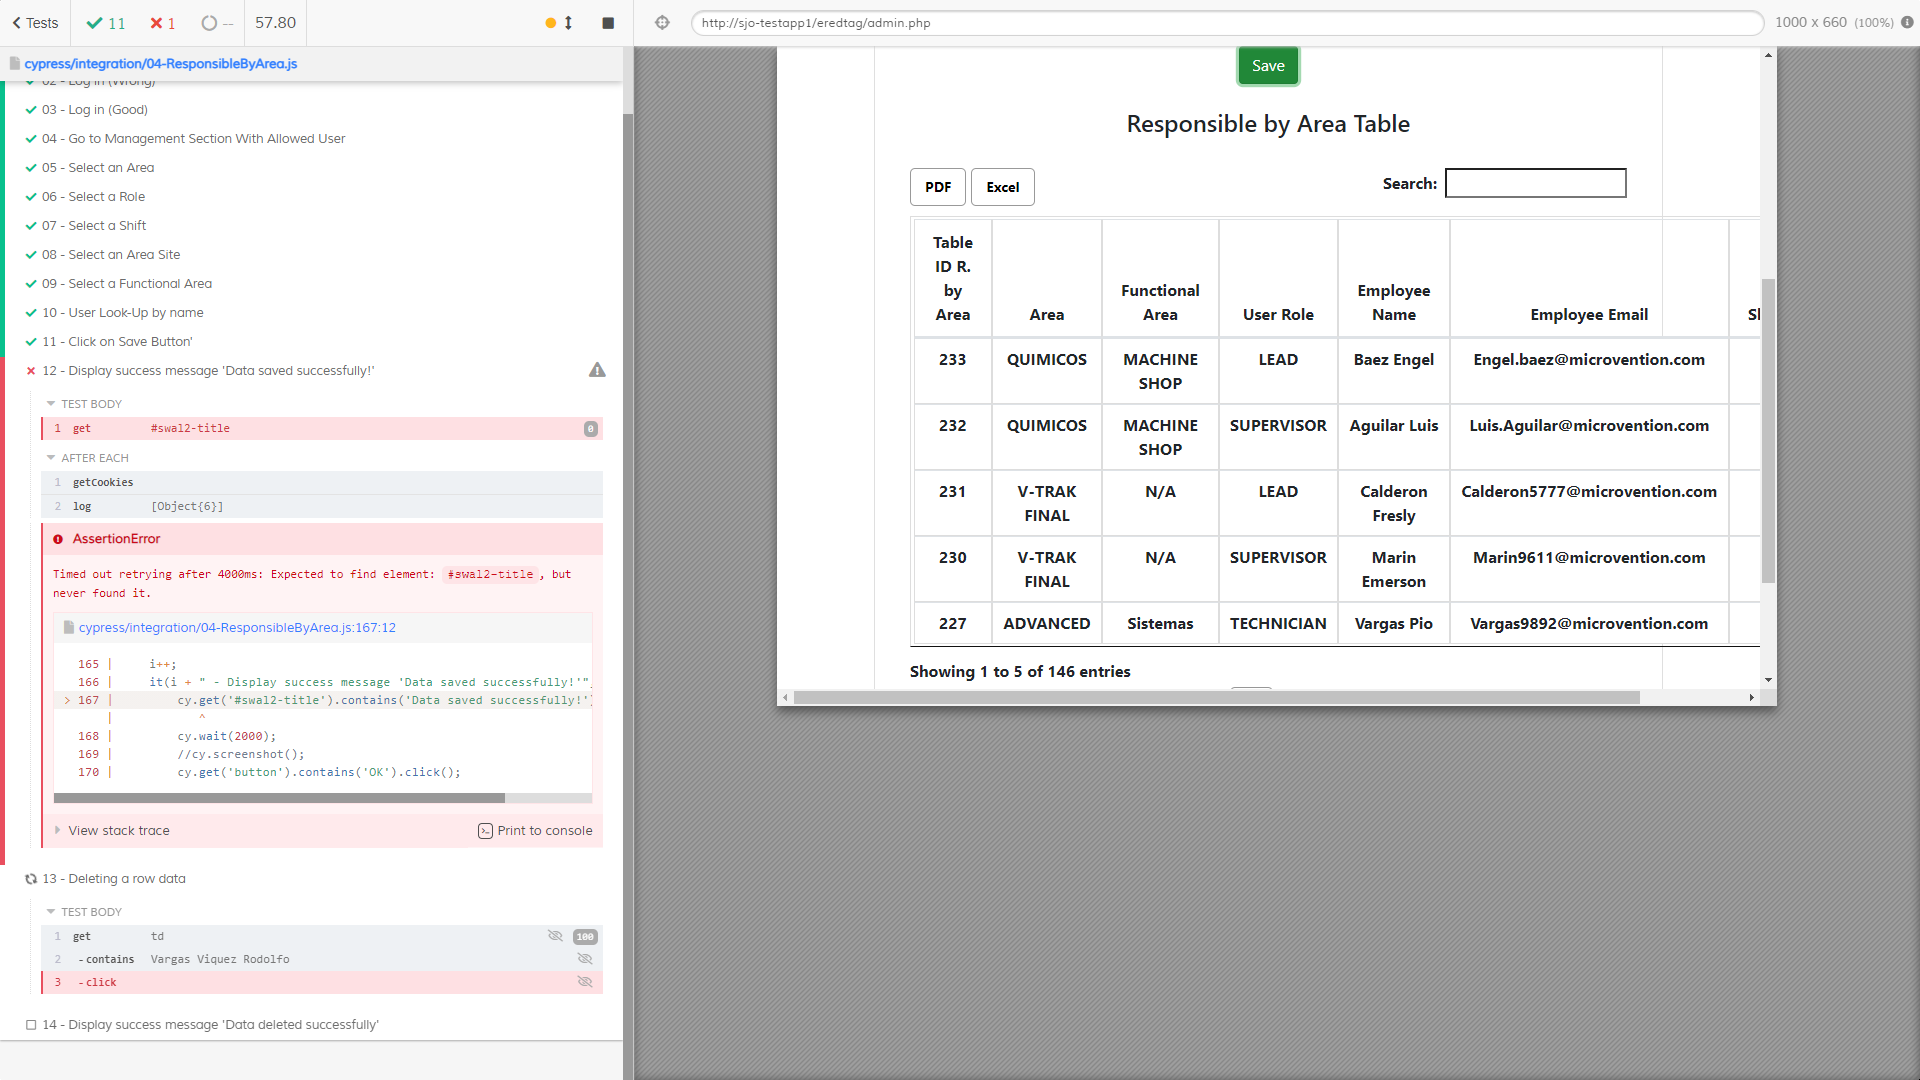 Tests
11
1
--
57.80
http://sjo-testapp1/eredtag/admin.php
1000 x 660 (100%)
cypress/integration/04-ResponsibleByArea.js
02 - Log in (Wrong)
03 - Log in (Good)
04 - Go to Management Section With Allowed User
05 - Select an Area
06 - Select a Role
07 - Select a Shift
08 - Select an Area Site
09 - Select a Functional Area
10 - User Look-Up by name
11 - Click on Save Button'
12 - Display success message 'Data saved successfully!'
TEST BODY
1 get #swal2-title 0
AFTER EACH
1 getCookies
2 log [Object{6}]
AssertionError
Timed out retrying after 4000ms: Expected to find element: #swal2-title, but
never found it.
cypress/integration/04-ResponsibleByArea.js:167:12
165 | i++;
166 | it(i + " - Display success message 'Data saved successfully!'"
> 167 | cy.get('#swal2-title').contains('Data saved successfully!')
| ^
168 | cy.wait(2000);
169 | //cy.screenshot();
170 | cy.get('button').contains('OK').click();
View stack trace
Print to console
13 - Deleting a row data
TEST BODY
1 get td 100
2 -contains Vargas Viquez Rodolfo
3 -click
14 - Display success message 'Data deleted successfully'
Save
Responsible by Area Table
PDF Excel
Search:
Table ID R. by Area Area Functional Area User Role Employee Name Employee Email
233 QUIMICOS MACHINE SHOP LEAD Baez Engel Engel.baez@microvention.com
232 QUIMICOS MACHINE SHOP SUPERVISOR Aguilar Luis Luis.Aguilar@microvention.com
231 V-TRAK FINAL N/A LEAD Calderon Fresly Calderon5777@microvention.com
230 V-TRAK FINAL N/A SUPERVISOR Marin Emerson Marin9611@microvention.com
227 ADVANCED Sistemas TECHNICIAN Vargas Pio Vargas9892@microvention.com
Showing 1 to 5 of 146 entries